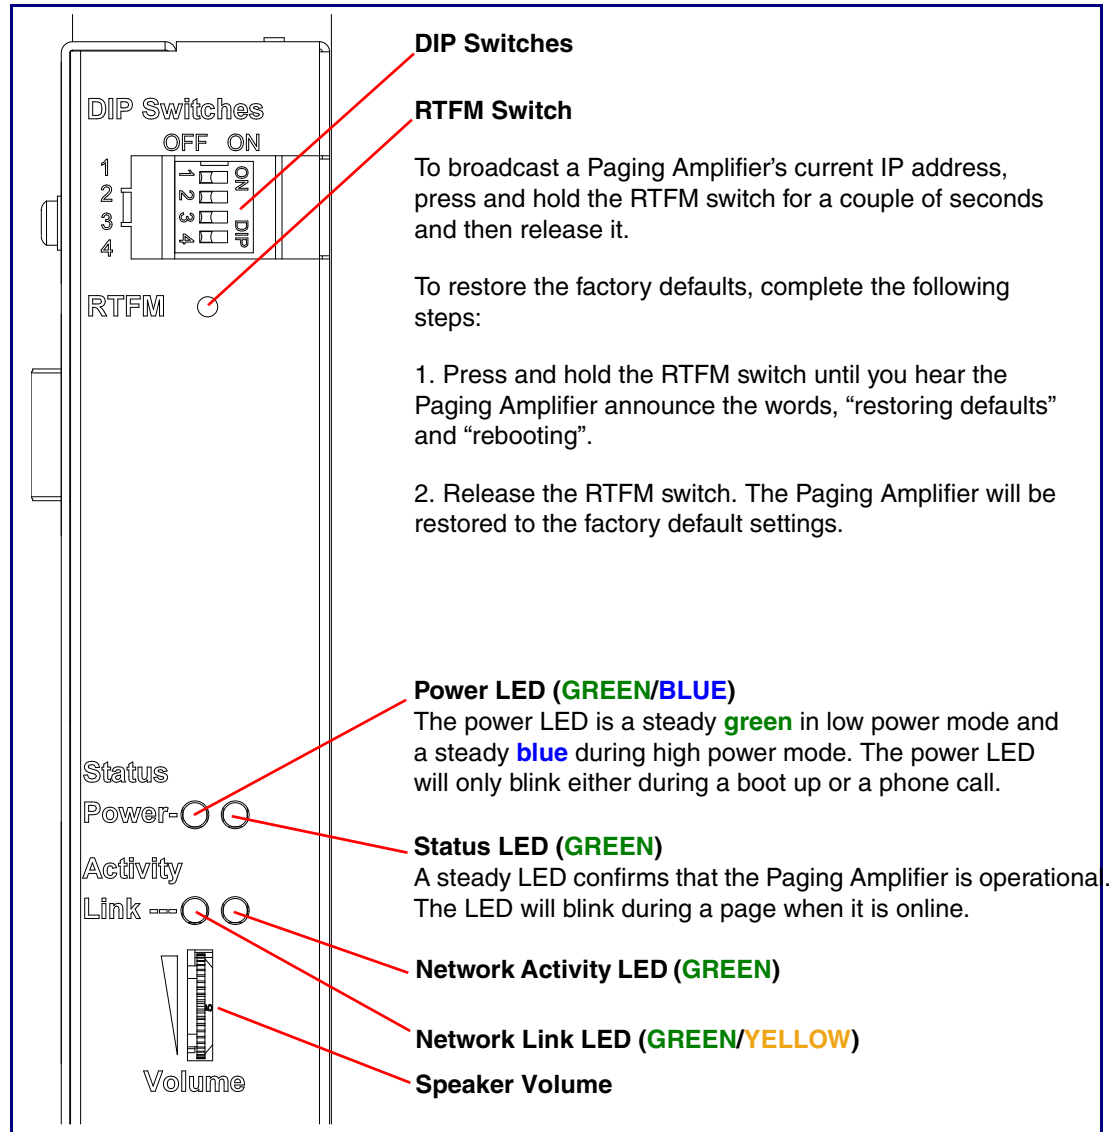 DIP Switches
RTFM Switch
To broadcast a Paging Amplifier's current IP address,
press and hold the RTFM switch for a couple of seconds
and then release it.
To restore the factory defaults, complete the following
steps:
1. Press and hold the RTFM switch until you hear the
Paging Amplifier announce the words, “restoring defaults”
and “rebooting”.
2. Release the RTFM switch. The Paging Amplifier will be
restored to the factory default settings.
Power LED (GREEN/BLUE)
The power LED is a steady green in low power mode and
a steady blue during high power mode. The power LED
will only blink either during a boot up or a phone call.
Status LED (GREEN)
A steady LED confirms that the Paging Amplifier is operational.
The LED will blink during a page when it is online.
Network Activity LED (GREEN)
Network Link LED (GREEN/YELLOW)
Speaker Volume
DIP Switches
OFF ON
1
2
3
4
1 2 3 4
ON DIP
RTFM
Status
Power-
Activity
Link ---
5
Volume